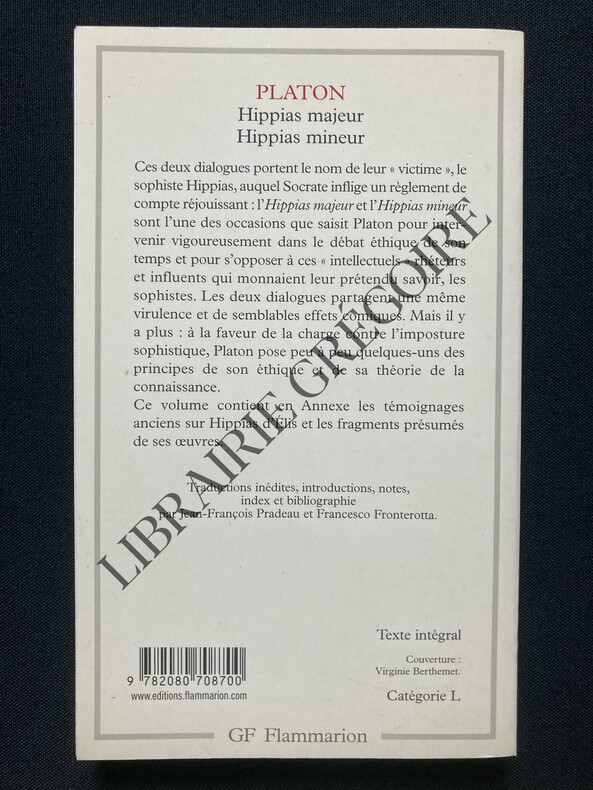 PLATON
Hippias majeur
Hippias mineur
Ces deux dialogues portent le nom de leur « victime », le
sophiste Hippias, auquel Socrate inflige un règlement de
compte réjouissant : l'Hippias majeur et l'Hippias mineur
sont l'une des occasions que saisit Platon pour inter-
venir vigoureusement dans le débat éthique de son
temps et pour s'opposer à ces « intellectuels » rhéteurs
et influents qui monnaient leur prétendu savoir, les
sophistes. Les deux dialogues partagent une même
virulence et de semblables effets comiques. Mais il y
a plus : à la faveur de la charge contre l'imposture
sophistique, Platon pose peu à peu quelques-uns des
principes de son éthique et de sa théorie de la
connaissance.
Ce volume contient en Annexe les témoignages
anciens sur Hippias d'Élis et les fragments présumés
de ses œuvres.
Traductions inédites, introductions, notes,
index et bibliographie
par Jean-François Pradeau et Francesco Fronterotta.
LIBRAIRIE GRÉGOIRE
Texte intégral
Couverture :
Virginie Berthemet.
9 782080 708700
www.editions.flammarion.com
Catégorie L
GF Flammarion